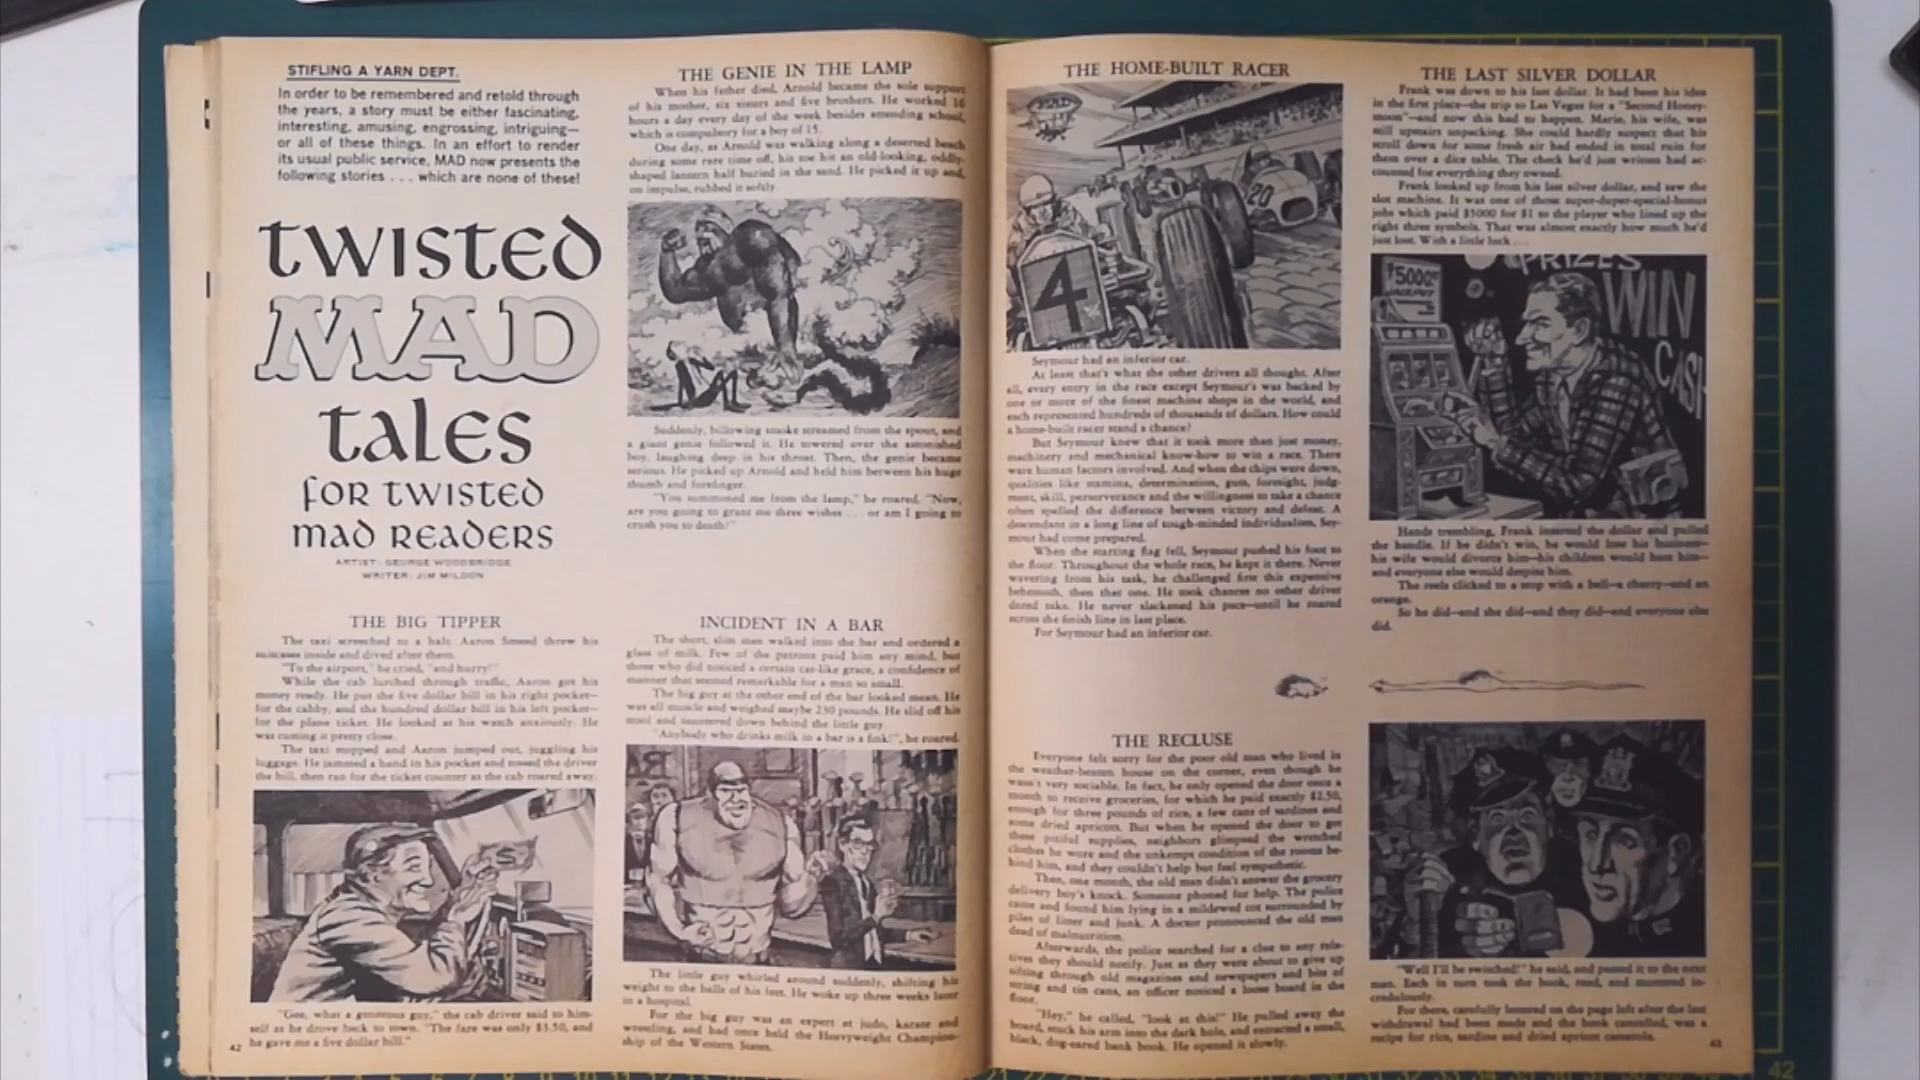 STIFLING A YARN DEPT.
In order to be remembered and retold through
the years, a story must be either fascinating,
interesting, amusing, engrossing, intriguing—
or all of these things. In an effort to render
its usual public service, MAD now presents the
following stories . . . which are none of these!
twisted
MAD
tales
for twisted
mad readers
ARTIST: GEORGE WOODBRIDGE
WRITER: JIM MILDON
THE BIG TIPPER
The taxi screeched to a halt. Aaron Smeed threw his
suitcases inside and dived after them.
"To the airport," he cried, "and hurry!"
While the cab lurched through traffic, Aaron got his
money ready. He put the five dollar bill in his right pocket—
for the cabby, and the hundred dollar bill in his left pocket—
for the plane ticket. He looked at his watch anxiously. He
was cutting it pretty close.
The taxi stopped and Aaron jumped out, juggling his
luggage. He jammed a hand in his pocket and tossed the driver
the bill, then ran for the ticket counter as the cab roared away.
"Gee, what a generous guy," the cab driver said to him-
self as he drove back to town. "The fare was only $3.50, and
he gave me a five dollar bill."
42
THE GENIE IN THE LAMP
When his father died, Arnold became the sole support
of his mother, six sisters and five brothers. He worked 16
hours a day every day of the week besides attending school,
which is compulsory for a boy of 15.
One day, as Arnold was walking along a deserted beach
during some rare time off, his toe hit an old-looking, oddly-
shaped lantern half buried in the sand. He picked it up and,
on impulse, rubbed it softly.
Suddenly, billowing smoke streamed from the spout, and
a giant genie followed it. He towered over the astonished
boy, laughing deep in his throat. Then, the genie became
serious. He picked up Arnold and held him between his huge
thumb and forefinger.
"You summoned me from the lamp," he roared. "Now,
are you going to grant me three wishes . . . or am I going to
crush you to death?"
INCIDENT IN A BAR
The short, slim man walked into the bar and ordered a
glass of milk. Few of the patrons paid him any mind, but
those who did noticed a certain cat-like grace, a confidence of
manner that seemed remarkable for a man so small.
The big guy at the other end of the bar looked mean. He
was all muscle and weighed maybe 230 pounds. He slid off his
stool and sauntered down behind the little guy.
"Anybody who drinks milk in a bar is a fink!", he roared.
BA
The little guy whirled around suddenly, shifting his
weight to the balls of his feet. He woke up three weeks later
in a hospital.
For the big guy was an expert at judo, karate and
wrestling, and had once held the Heavyweight Champion-
ship of the Western States.
THE HOME-BUILT RACER
MAD
20
4
Seymour had an inferior car.
At least that's what the other drivers all thought. After
all, every entry in the race except Seymour's was backed by
one or more of the finest machine shops in the world, and
each represented hundreds of thousands of dollars. How could
a home-built racer stand a chance?
But Seymour knew that it took more than just money,
machinery and mechanical know-how to win a race. There
were human factors involved. And when the chips were down,
qualities like stamina, determination, guts, foresight, judg-
ment, skill, perserverance and the willingness to take a chance
often spelled the difference between victory and defeat. A
descendant in a long line of tough-minded individualism, Sey-
mour had come prepared.
When the starting flag fell, Seymour pushed his foot to
the floor. Throughout the whole race, he kept it there. Never
wavering from his task, he challenged first this expensive
behemoth, then that one. He took chances no other driver
dared take. He never slackened his pace—until he roared
across the finish line in last place.
For Seymour had an inferior car.
THE RECLUSE
Everyone felt sorry for the poor old man who lived in
the weather-beaten house on the corner, even though he
wasn't very sociable. In fact, he only opened the door once a
month to receive groceries, for which he paid exactly $2.50,
enough for three pounds of rice, a few cans of sardines and
some dried apricots. But when he opened the door to get
these pitiful supplies, neighbors glimpsed the wretched
clothes he wore and the unkempt condition of the rooms be-
hind him, and they couldn't help but feel sympathetic.
Then, one month, the old man didn't answer the grocery
delivery boy's knock. Someone phoned for help. The police
came and found him lying in a mildewed cot surrounded by
piles of litter and junk. A doctor pronounced the old man
dead of malnutrition.
Afterwards, the police searched for a clue to any rela-
tives they should notify. Just as they were about to give up
sifting through old magazines and newspapers and bits of
string and tin cans, an officer noticed a loose board in the
floor.
"Hey," he called, "look at this!" He pulled away the
board, stuck his arm into the dark hole, and extracted a small,
black, dog-eared bank book. He opened it slowly.
THE LAST SILVER DOLLAR
Frank was down to his last dollar. It had been his idea
in the first place—the trip to Las Vegas for a "Second Honey-
moon"—and now this had to happen. Marie, his wife, was
still upstairs unpacking. She could hardly suspect that his
stroll down for some fresh air had ended in total ruin for
them over a dice table. The check he'd just written had ac-
counted for everything they owned.
Frank looked up from his last silver dollar, and saw the
slot machine. It was one of those super-duper-special-bonus
jobs which paid $5000 for $1 to the player who lined up the
right three symbols. That was almost exactly how much he'd
just lost. With a little luck . . .
PRIZES
$5000
JACKPOT
WIN
CASH
Hands trembling, Frank inserted the dollar and pulled
the handle. If he didn't win, he would lose his business—
his wife would divorce him—his children would hate him—
and everyone else would despise him.
The reels clicked to a stop with a bell—a cherry—and an
orange.
So he did—and she did—and they did—and everyone else
did.
"Well I'll be switched!" he said, and passed it to the next
man. Each in turn took the book, read, and muttered in-
credulously.
For there, carefully lettered on the page left after the last
withdrawal had been made and the book cancelled, was a
recipe for rice, sardine and dried apricot casserole.
43
42